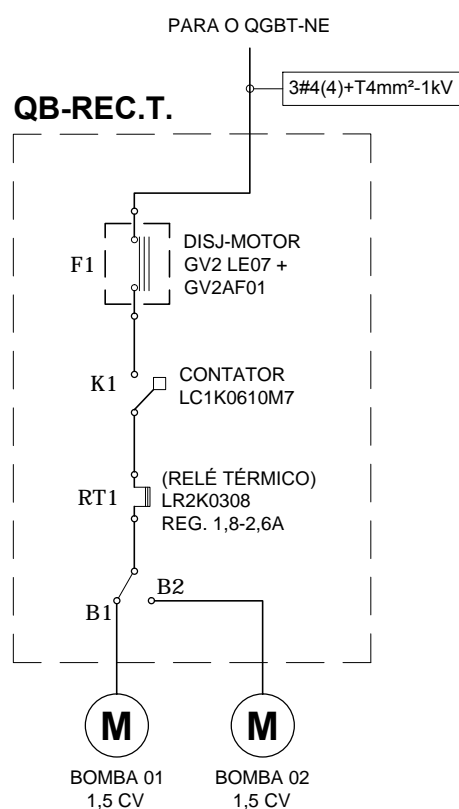 PARA O QGBT-NE
3#4(4)+T4mm²-1kV
QB-REC.T.
F1
DISJ-MOTOR
GV2 LE07 +
GV2AF01
K1
CONTATOR
LC1K0610M7
RT1
(RELÉ TÉRMICO)
LR2K0308
REG. 1,8-2,6A
B1
B2
M
M
BOMBA 01
1,5 CV
BOMBA 02
1,5 CV